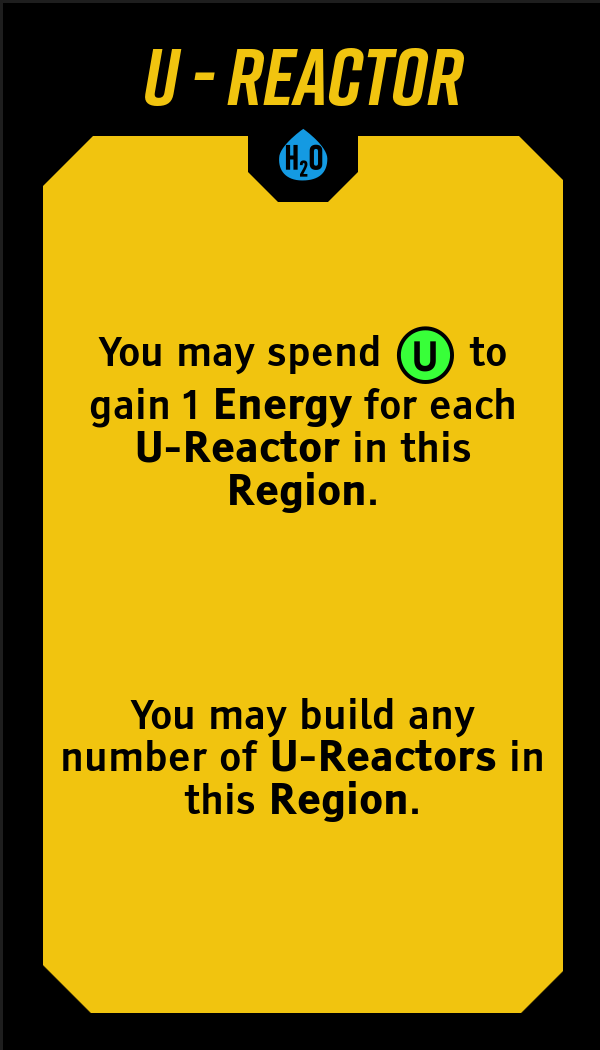 U - REACTOR
H₂O
You may spend U to
gain 1 Energy for each
U-Reactor in this
Region.
You may build any
number of U-Reactors in
this Region.